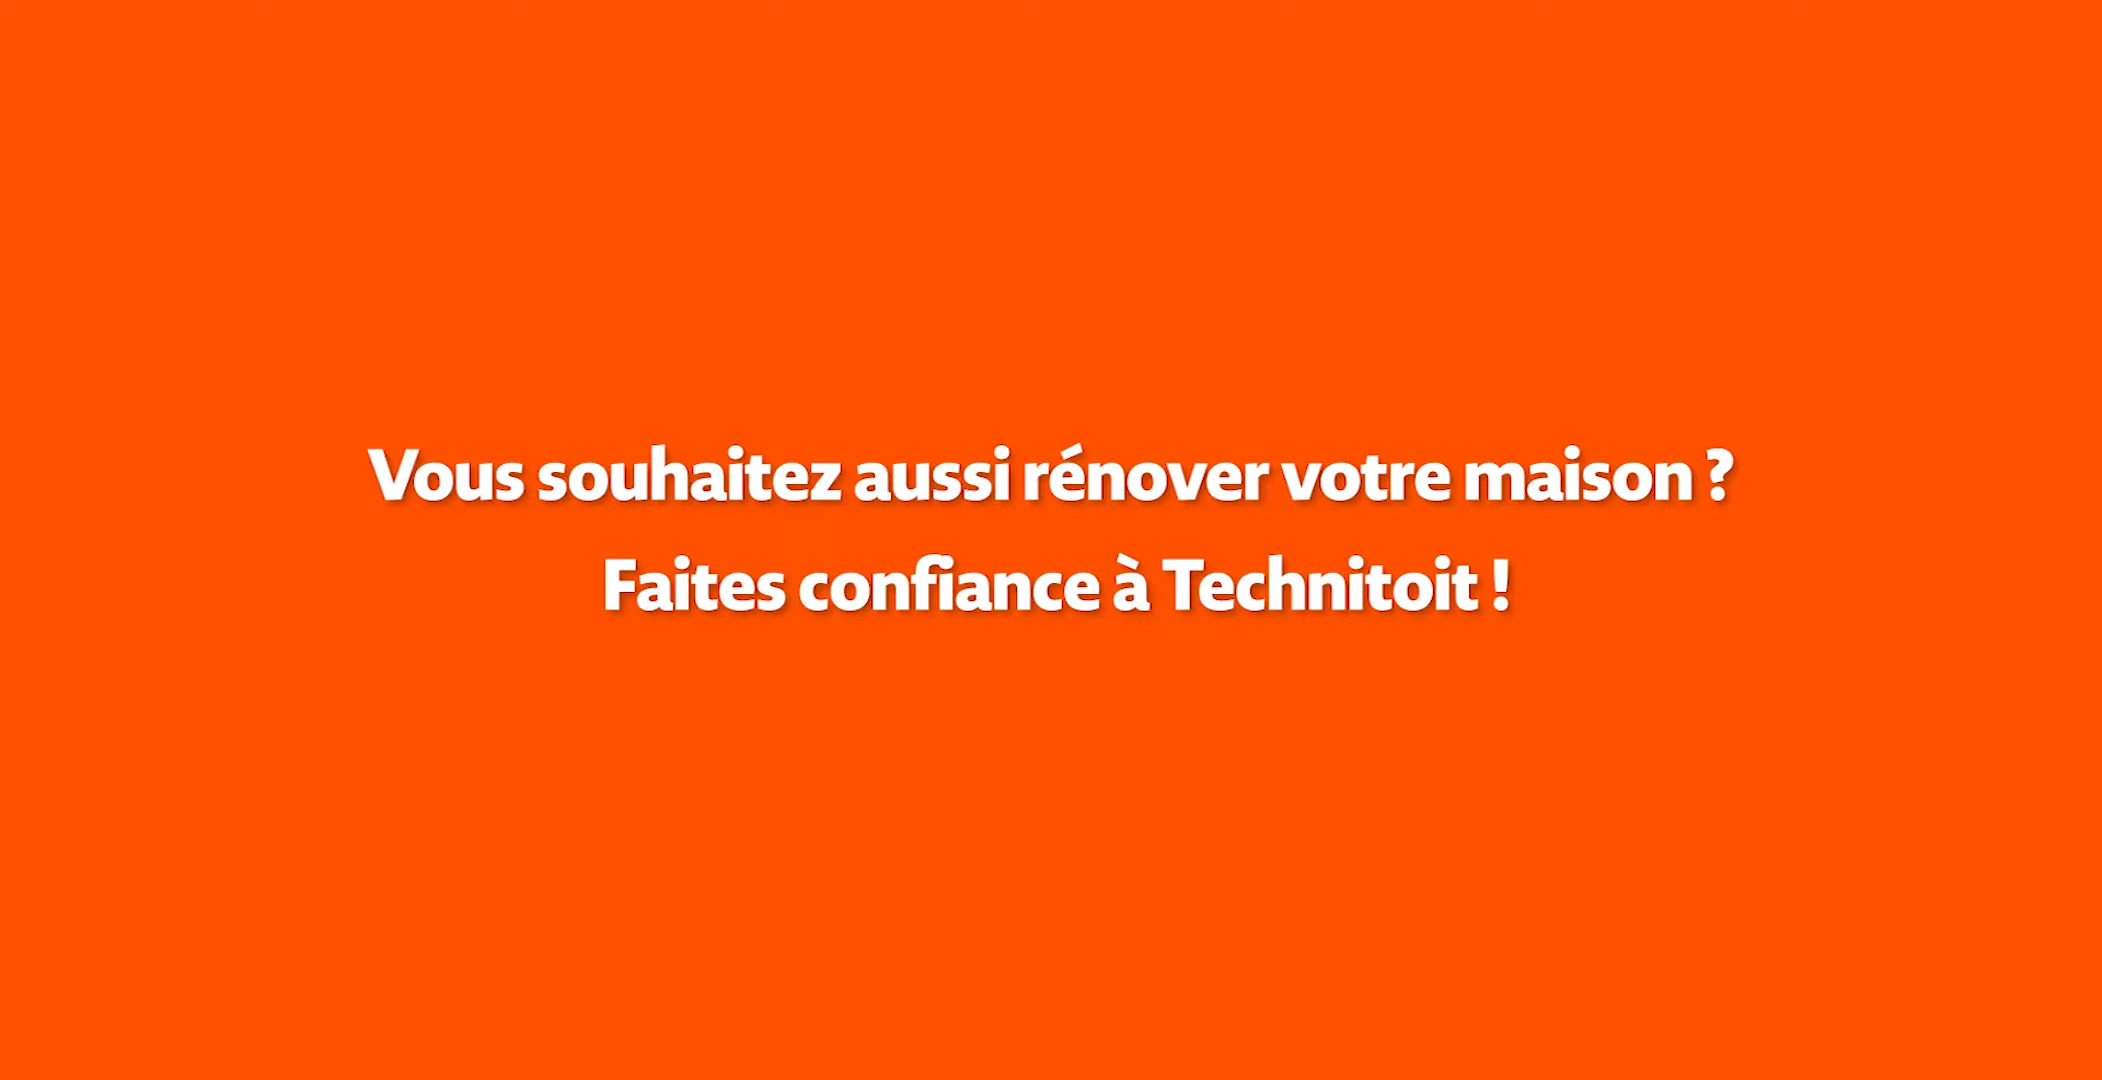 Vous souhaitez aussi rénover votre maison ?
Faites confiance à Technitoit !